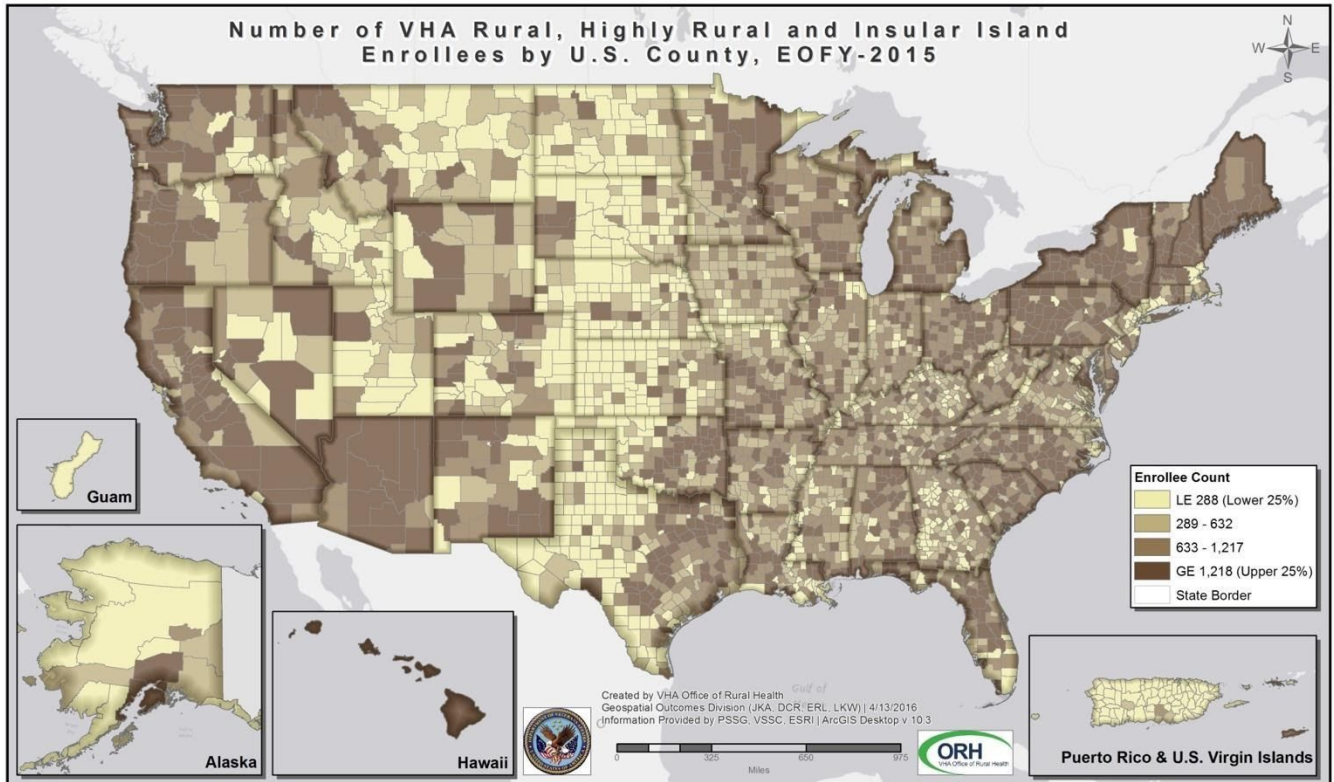 Number of VHA Rural, Highly Rural and Insular Island
Enrollees by U.S. County, EOFY-2015
N
W
E
S
Guam
Enrollee Count
LE 288 (Lower 25%)
289 - 632
633 - 1,217
GE 1,218 (Upper 25%)
State Border
Alaska
Hawaii
Created by VHA Office of Rural Health
Geospatial Outcomes Division (JKA, DCR, ERL, LKW) | 4/13/2016
Information Provided by PSSG, VSSC, ESRI | ArcGIS Desktop v 10.3
Gulf of
0 325 650 975
Miles
ORH
VHA Office of Rural Health
Puerto Rico & U.S. Virgin Islands